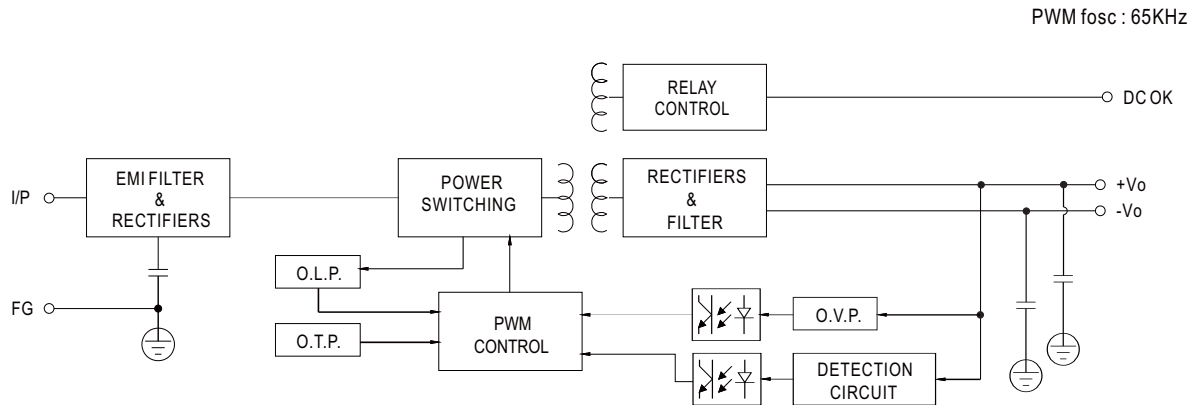 PWM fosc : 65KHz
RELAY
CONTROL
DC OK
I/P
EMI FILTER
&
RECTIFIERS
POWER
SWITCHING
RECTIFIERS
&
FILTER
+Vo
-Vo
FG
O.L.P.
O.T.P.
PWM
CONTROL
O.V.P.
DETECTION
CIRCUIT